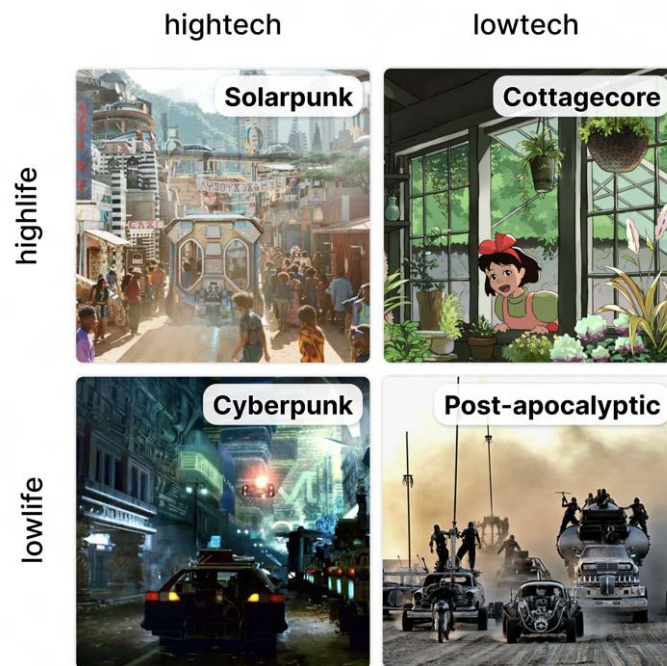 hightech
lowtech
highlife
Solarpunk
Cottagecore
lowlife
Cyberpunk
Post-apocalyptic